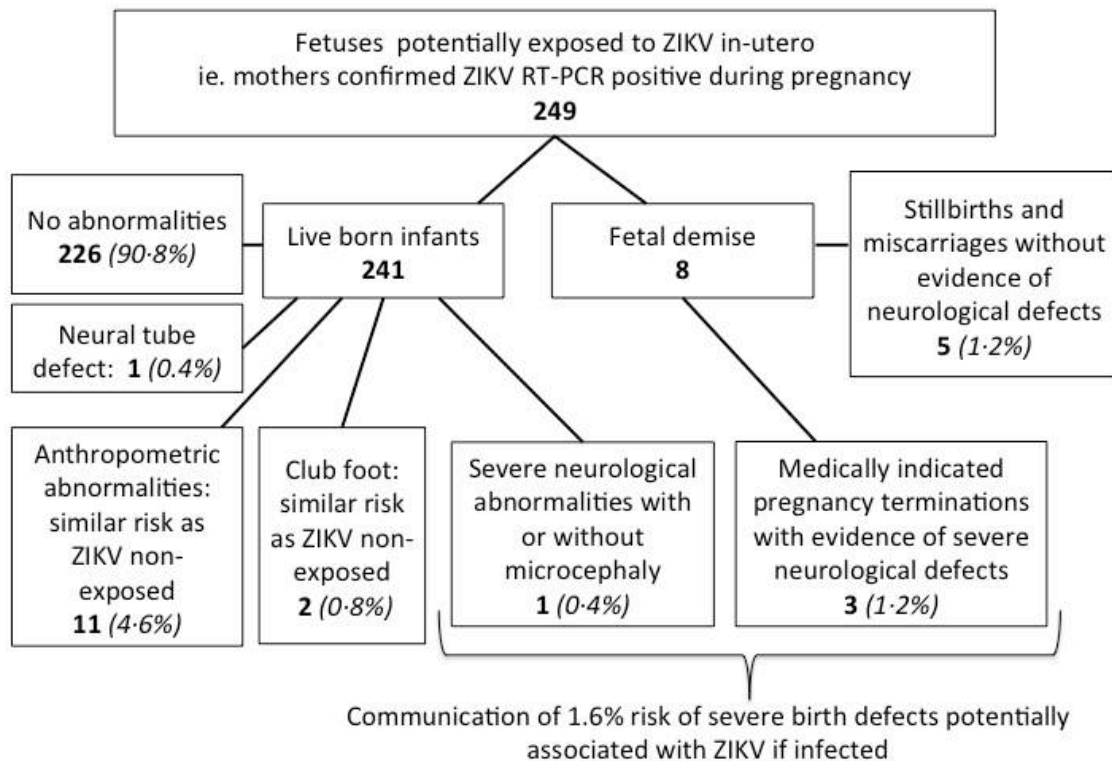 Fetuses potentially exposed to ZIKV in-utero
ie. mothers confirmed ZIKV RT-PCR positive during pregnancy
249
No abnormalities
226 (90·8%)
Live born infants
241
Fetal demise
8
Stillbirths and
miscarriages without
evidence of
neurological defects
5 (1·2%)
Neural tube
defect: 1 (0.4%)
Anthropometric
abnormalities:
similar risk as
ZIKV non-
exposed
11 (4·6%)
Club foot:
similar risk
as ZIKV non-
exposed
2 (0·8%)
Severe neurological
abnormalities with
or without
microcephaly
1 (0·4%)
Medically indicated
pregnancy terminations
with evidence of severe
neurological defects
3 (1·2%)
Communication of 1.6% risk of severe birth defects potentially
associated with ZIKV if infected